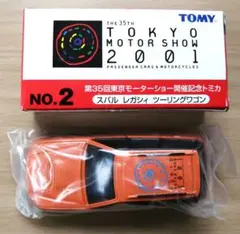 THE 35TH
TOMY
TOKYO
MOTOR SHOW
2001
PASSENGER CARS & MOTORCYCLES
NO.2
第35回東京モーターショー開催記念トミカ
スバル レガシィ ツーリングワゴン